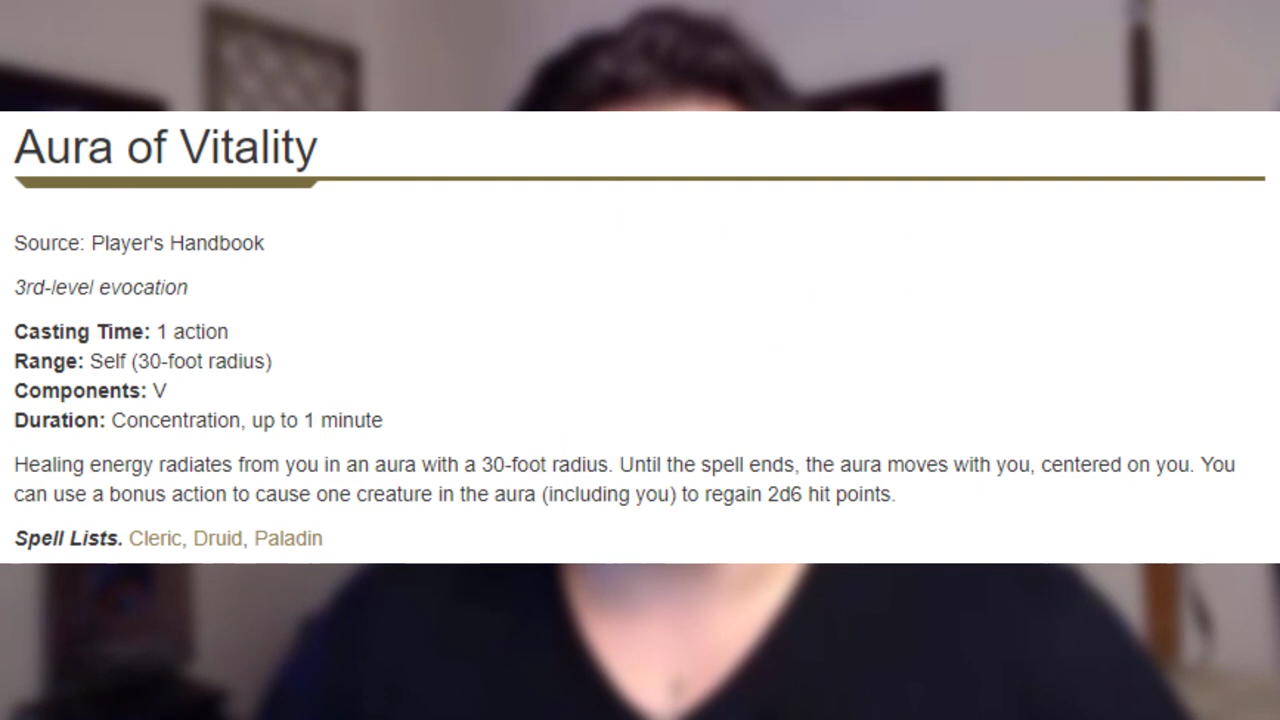 Aura of Vitality
Source: Player's Handbook
3rd-level evocation
Casting Time: 1 action
Range: Self (30-foot radius)
Components: V
Duration: Concentration, up to 1 minute
Healing energy radiates from you in an aura with a 30-foot radius. Until the spell ends, the aura moves with you, centered on you. You
can use a bonus action to cause one creature in the aura (including you) to regain 2d6 hit points.
Spell Lists. Cleric, Druid, Paladin